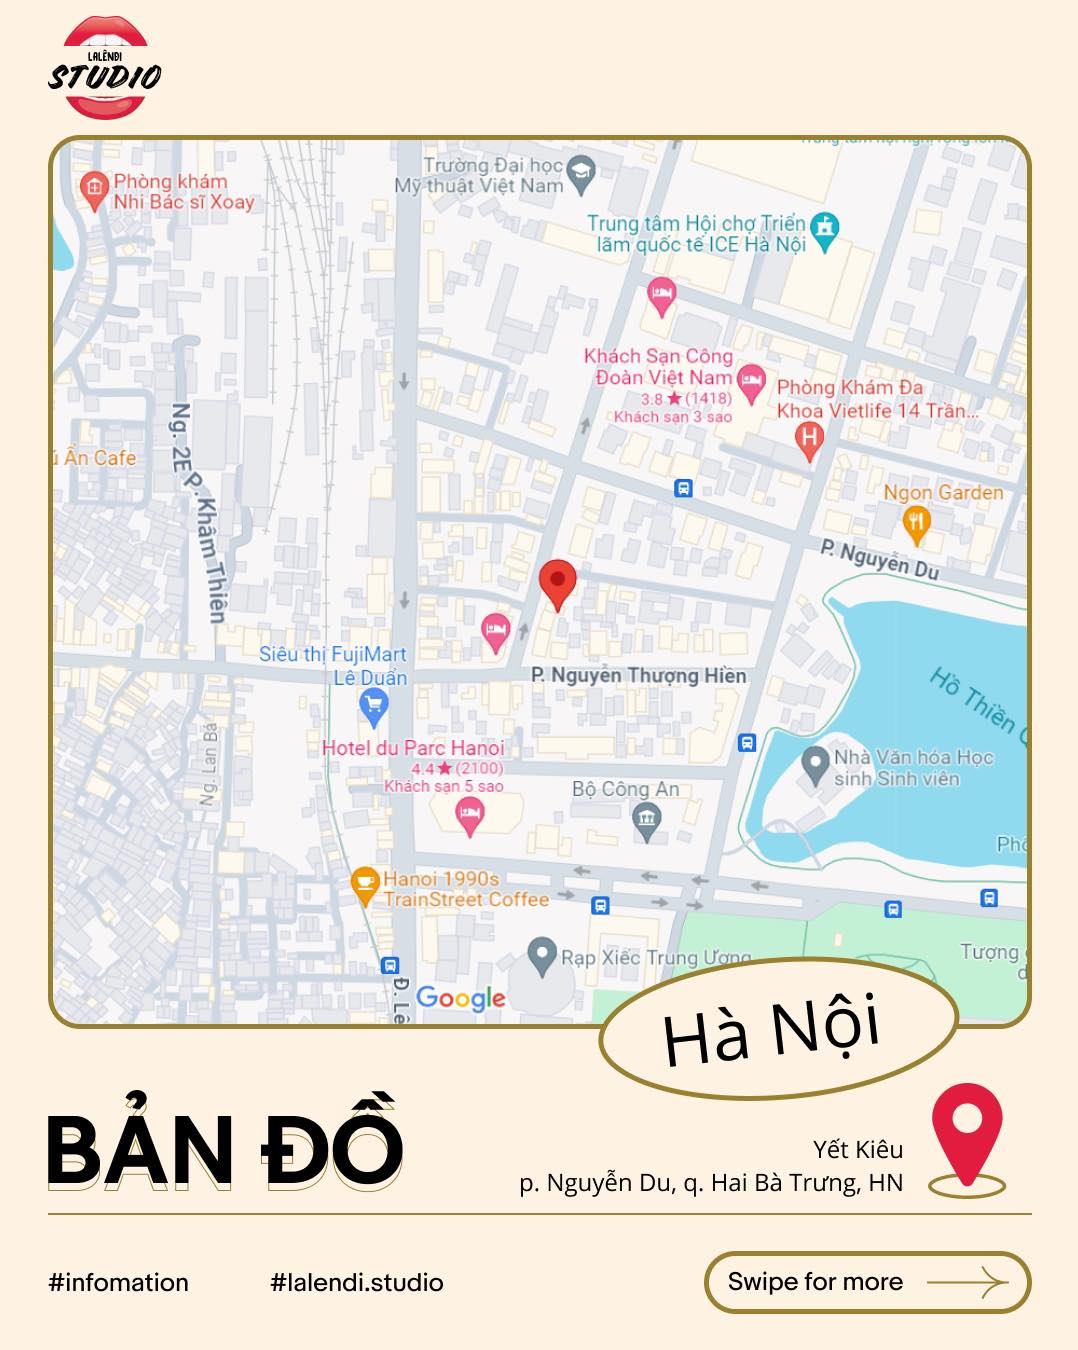 LALÊNDI
STUDIO
Trường Đại học
Mỹ thuật Việt Nam
Phòng khám
Nhi Bác sĩ Xoay
Trung tâm Hội chợ Triển
lãm quốc tế ICE Hà Nội
Khách Sạn Công
Đoàn Việt Nam
3.8 ★ (1418)
Khách sạn 3 sao
Phòng Khám Đa
Khoa Vietlife 14 Trần...
Ng. 2E P. Khâm Thiên
Ẩn Cafe
Ngon Garden
P. Nguyễn Du
Siêu thị FujiMart
Lê Duẩn
P. Nguyễn Thượng Hiền
Hồ Thiền Q
Ng. Lan Bá
Hotel du Parc Hanoi
4.4 ★ (2100)
Khách sạn 5 sao
Nhà Văn hóa Học
sinh Sinh viên
Bộ Công An
Phố
Hanoi 1990s
TrainStreet Coffee
Rạp Xiếc Trung Ương
Tượng
Đ. Lê
Google
Hà Nội
BẢN ĐỒ
Yết Kiêu
p. Nguyễn Du, q. Hai Bà Trưng, HN
#infomation
#lalendi.studio
Swipe for more